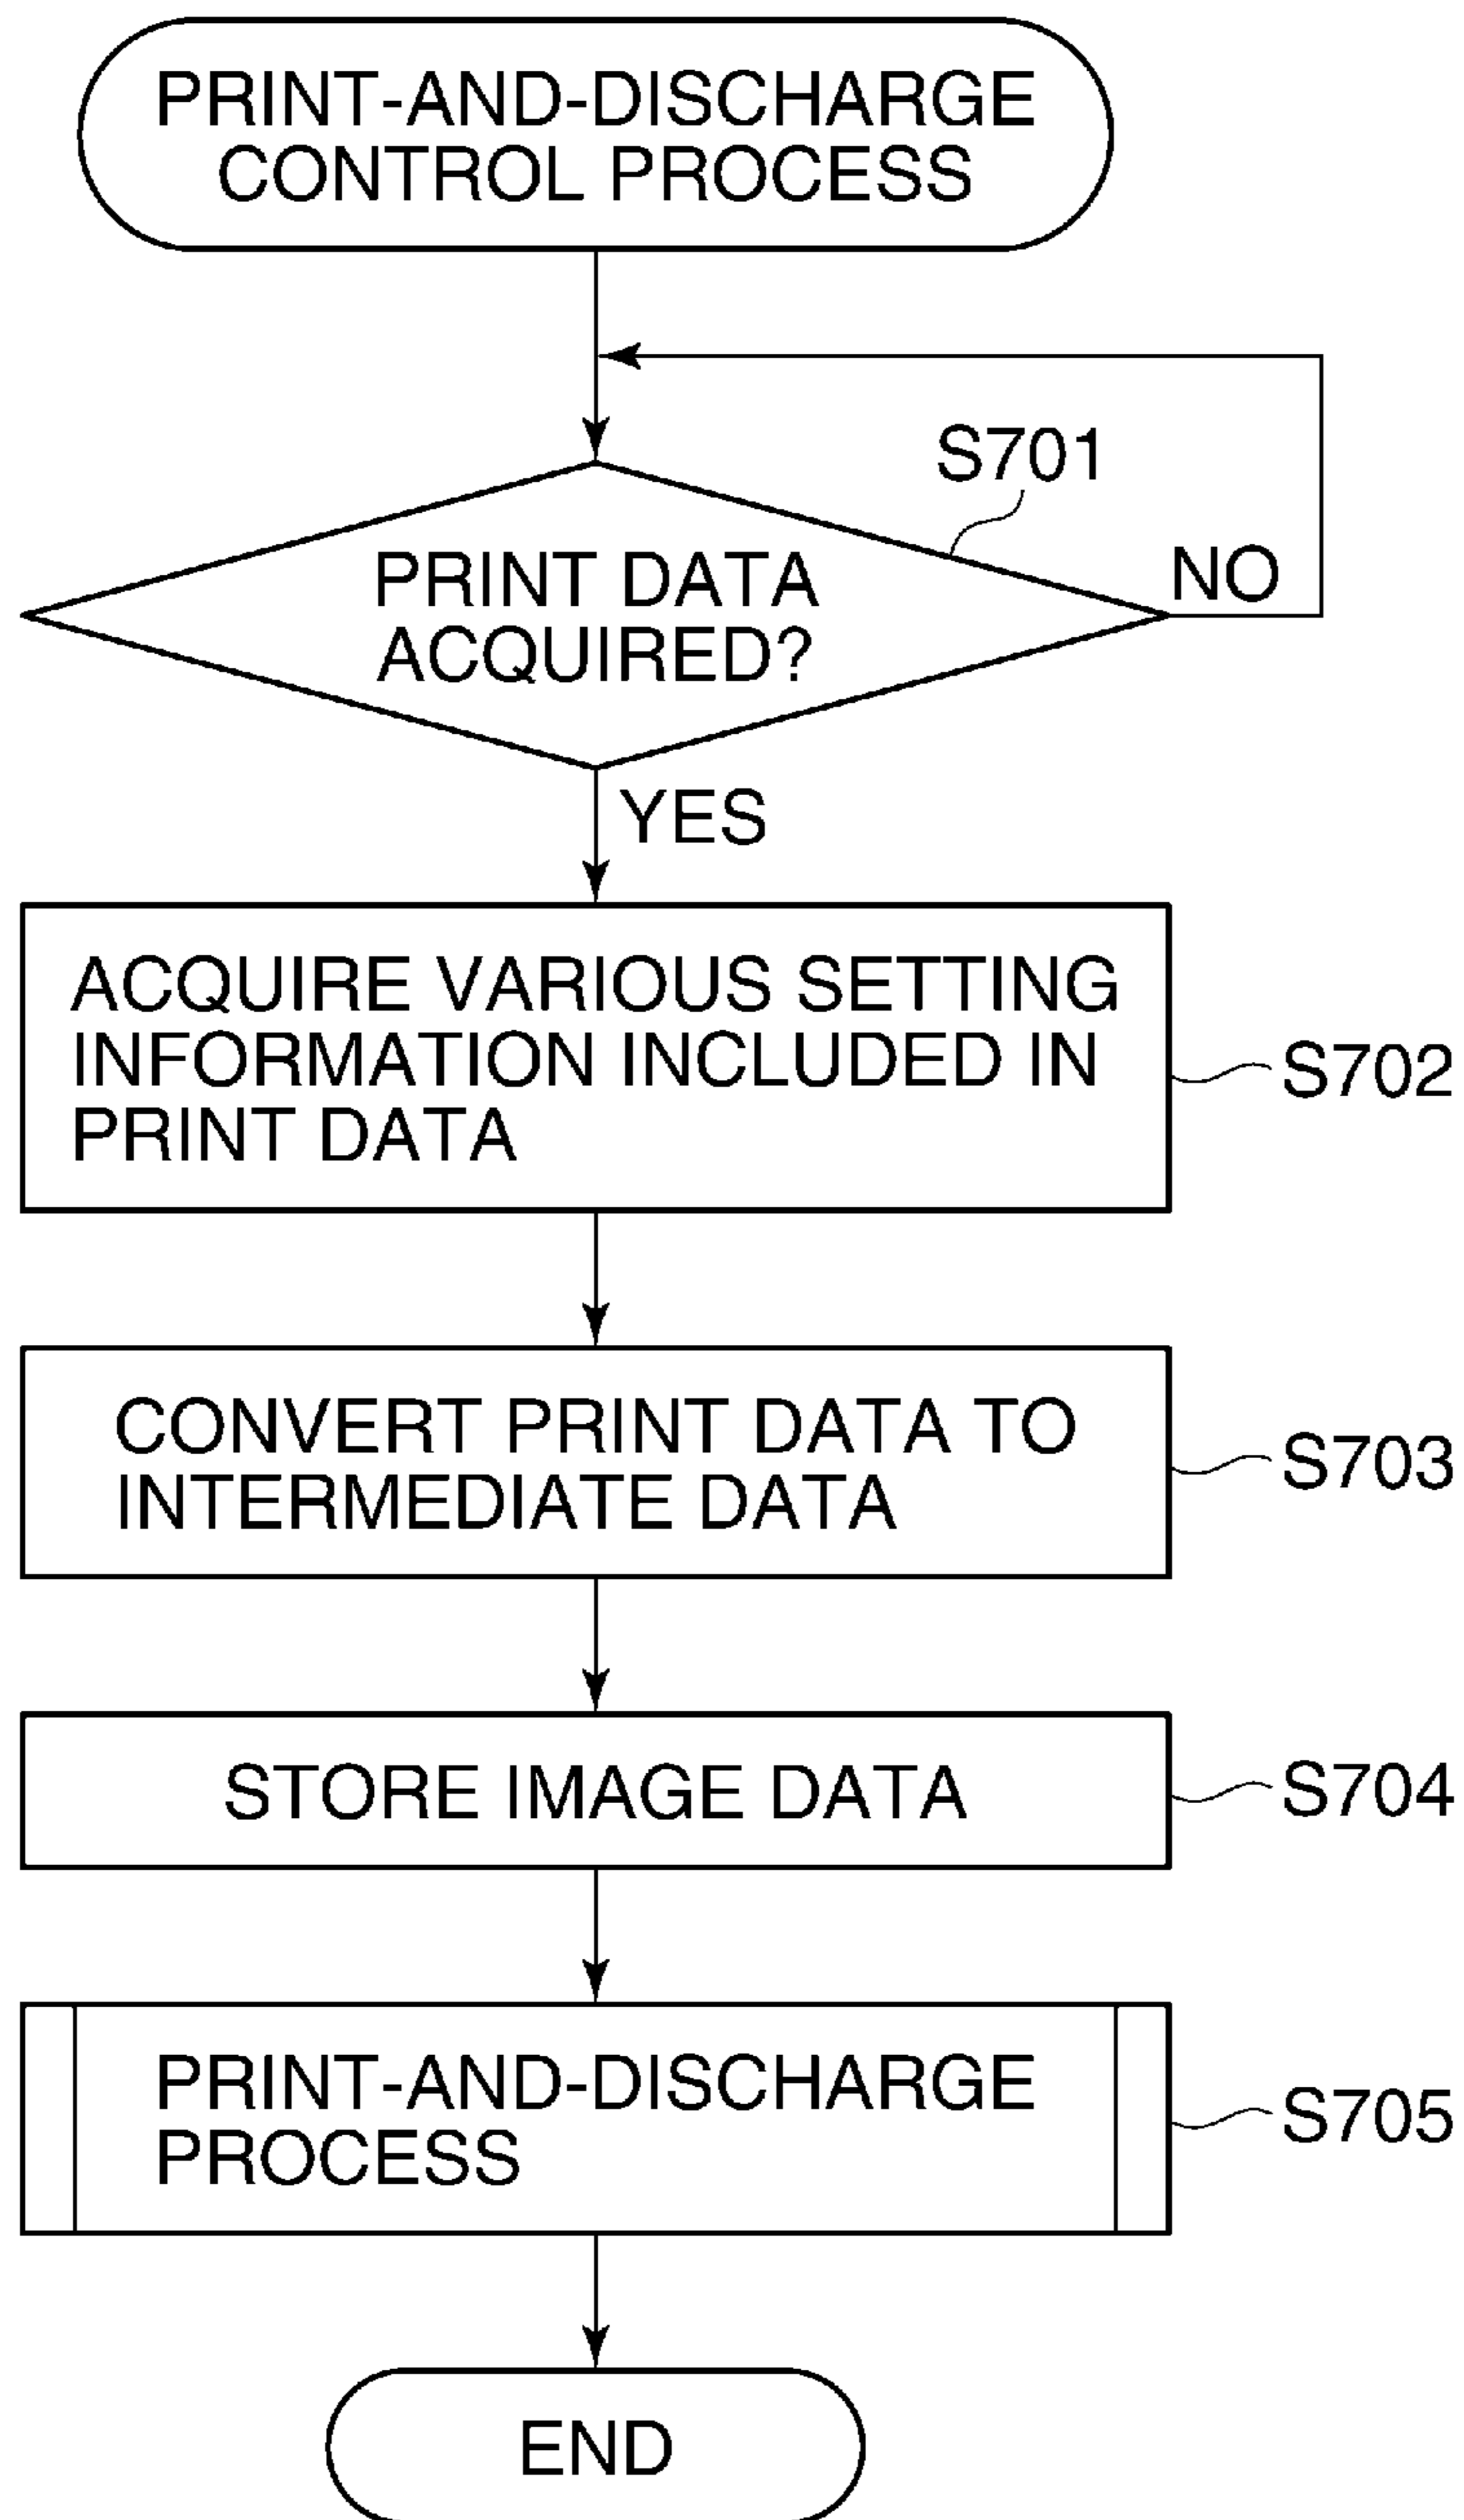 PRINT-AND-DISCHARGE
CONTROL PROCESS
S701
PRINT DATA
ACQUIRED?
NO
YES
ACQUIRE VARIOUS SETTING
INFORMATION INCLUDED IN
PRINT DATA
S702
CONVERT PRINT DATA TO
INTERMEDIATE DATA
S703
STORE IMAGE DATA
S704
PRINT-AND-DISCHARGE
PROCESS
S705
END